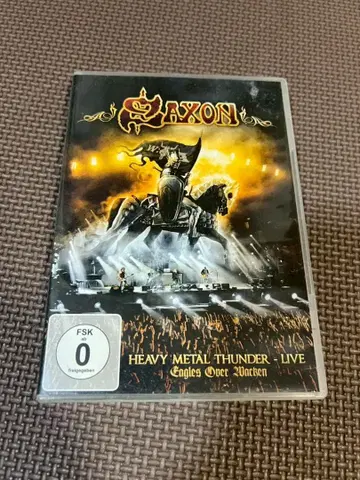 SAXON
HEAVY METAL THUNDER - LIVE
Eagles Over Wacken
FSK
ab
0
freigegeben